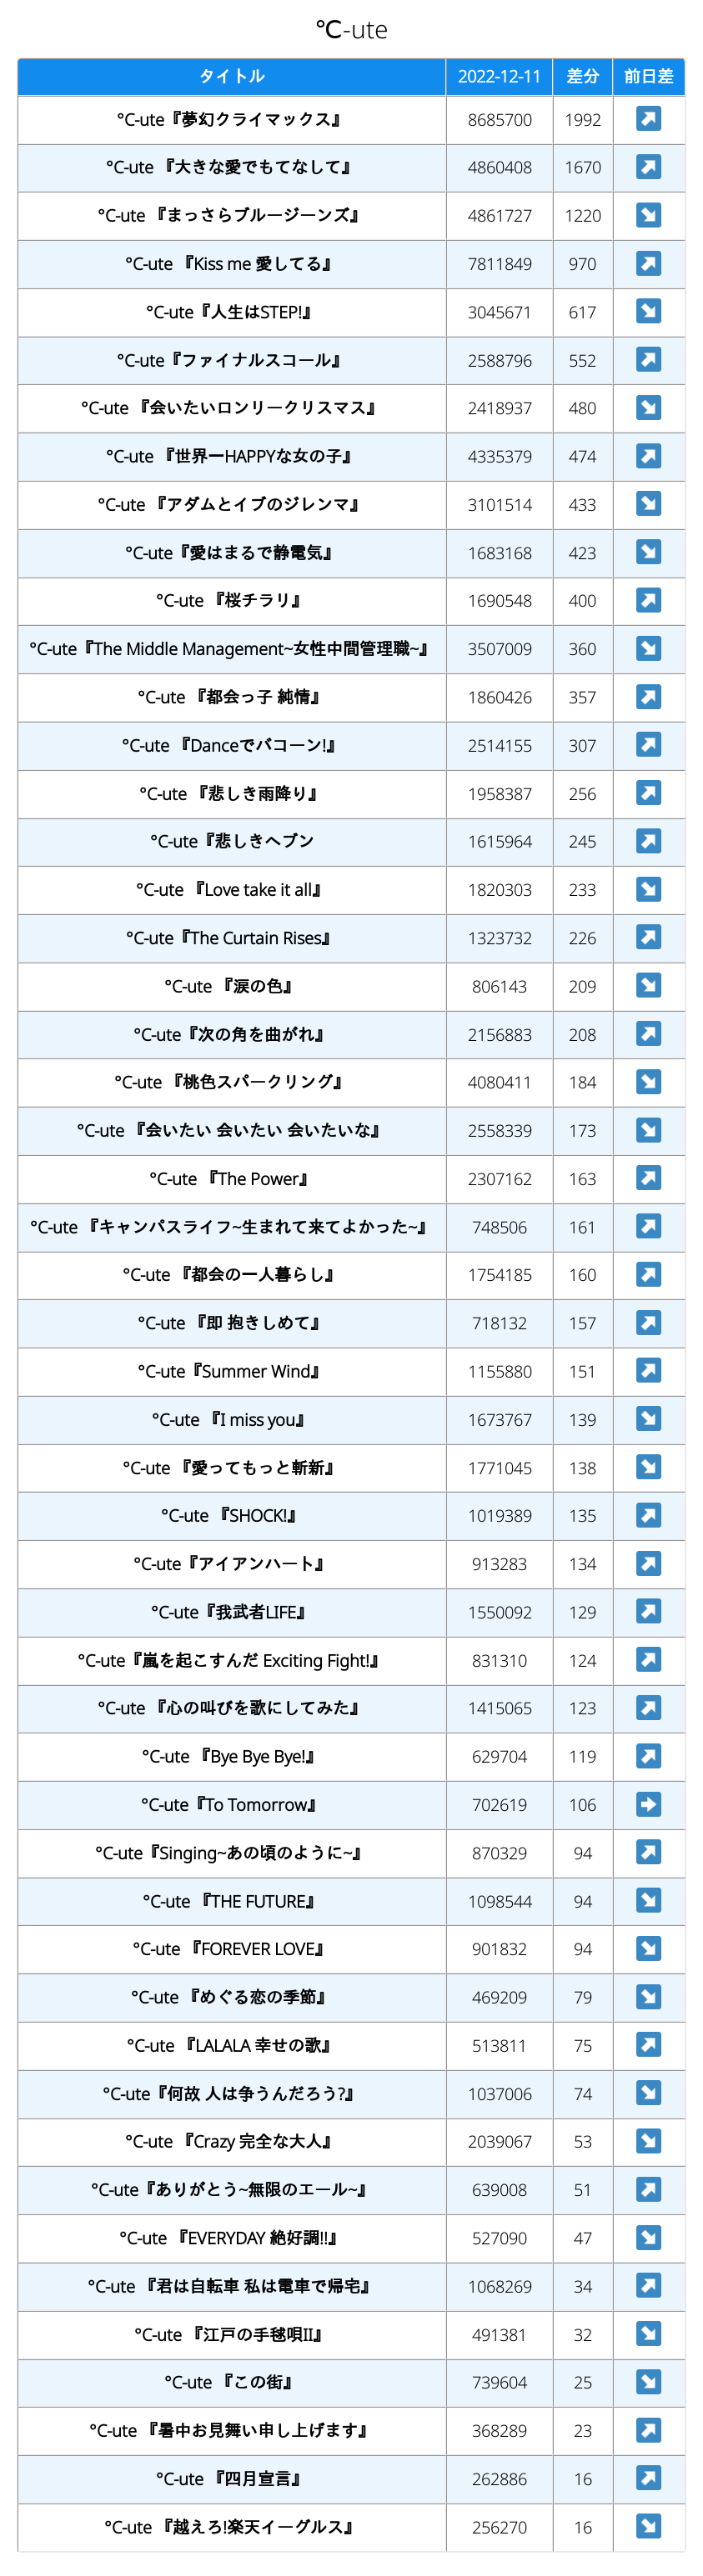 ℃-ute
タイトル 2022-12-11 差分 前日差
°C-ute『夢幻クライマックス』 8685700 1992 ↗
°C-ute 『大きな愛でもてなして』 4860408 1670 ↗
°C-ute 『まっさらブルージーンズ』 4861727 1220 ↘
°C-ute 『Kiss me 愛してる』 7811849 970 ↗
°C-ute『人生はSTEP!』 3045671 617 ↘
°C-ute『ファイナルスコール』 2588796 552 ↗
°C-ute 『会いたいロンリークリスマス』 2418937 480 ↘
°C-ute 『世界一HAPPYな女の子』 4335379 474 ↗
°C-ute 『アダムとイブのジレンマ』 3101514 433 ↘
°C-ute『愛はまるで静電気』 1683168 423 ↘
°C-ute 『桜チラリ』 1690548 400 ↗
°C-ute『The Middle Management~女性中間管理職~』 3507009 360 ↘
°C-ute 『都会っ子 純情』 1860426 357 ↗
°C-ute 『Danceでバコーン!』 2514155 307 ↗
°C-ute 『悲しき雨降り』 1958387 256 ↗
°C-ute『悲しきヘブン 1615964 245 ↗
°C-ute 『Love take it all』 1820303 233 ↘
°C-ute『The Curtain Rises』 1323732 226 ↗
°C-ute 『涙の色』 806143 209 ↘
°C-ute『次の角を曲がれ』 2156883 208 ↗
°C-ute 『桃色スパークリング』 4080411 184 ↘
°C-ute 『会いたい 会いたい 会いたいな』 2558339 173 ↘
°C-ute 『The Power』 2307162 163 ↗
°C-ute 『キャンパスライフ~生まれて来てよかった~』 748506 161 ↗
°C-ute 『都会の一人暮らし』 1754185 160 ↗
°C-ute 『即 抱きしめて』 718132 157 ↗
°C-ute『Summer Wind』 1155880 151 ↗
°C-ute 『I miss you』 1673767 139 ↘
°C-ute 『愛ってもっと斬新』 1771045 138 ↘
°C-ute 『SHOCK!』 1019389 135 ↗
°C-ute『アイアンハート』 913283 134 ↗
°C-ute『我武者LIFE』 1550092 129 ↗
°C-ute『嵐を起こすんだ Exciting Fight!』 831310 124 ↗
°C-ute 『心の叫びを歌にしてみた』 1415065 123 ↗
°C-ute 『Bye Bye Bye!』 629704 119 ↗
°C-ute『To Tomorrow』 702619 106 ➡
°C-ute『Singing~あの頃のように~』 870329 94 ↗
°C-ute 『THE FUTURE』 1098544 94 ↘
°C-ute 『FOREVER LOVE』 901832 94 ↘
°C-ute 『めぐる恋の季節』 469209 79 ↘
°C-ute 『LALALA 幸せの歌』 513811 75 ↗
°C-ute『何故 人は争うんだろう?』 1037006 74 ↘
°C-ute 『Crazy 完全な大人』 2039067 53 ↘
°C-ute『ありがとう~無限のエール~』 639008 51 ↗
°C-ute 『EVERYDAY 絶好調!!』 527090 47 ↘
°C-ute 『君は自転車 私は電車で帰宅』 1068269 34 ↗
°C-ute 『江戸の手毬唄II』 491381 32 ↘
°C-ute 『この街』 739604 25 ↘
°C-ute 『暑中お見舞い申し上げます』 368289 23 ↗
°C-ute 『四月宣言』 262886 16 ↗
°C-ute 『越えろ!楽天イーグルス』 256270 16 ↘